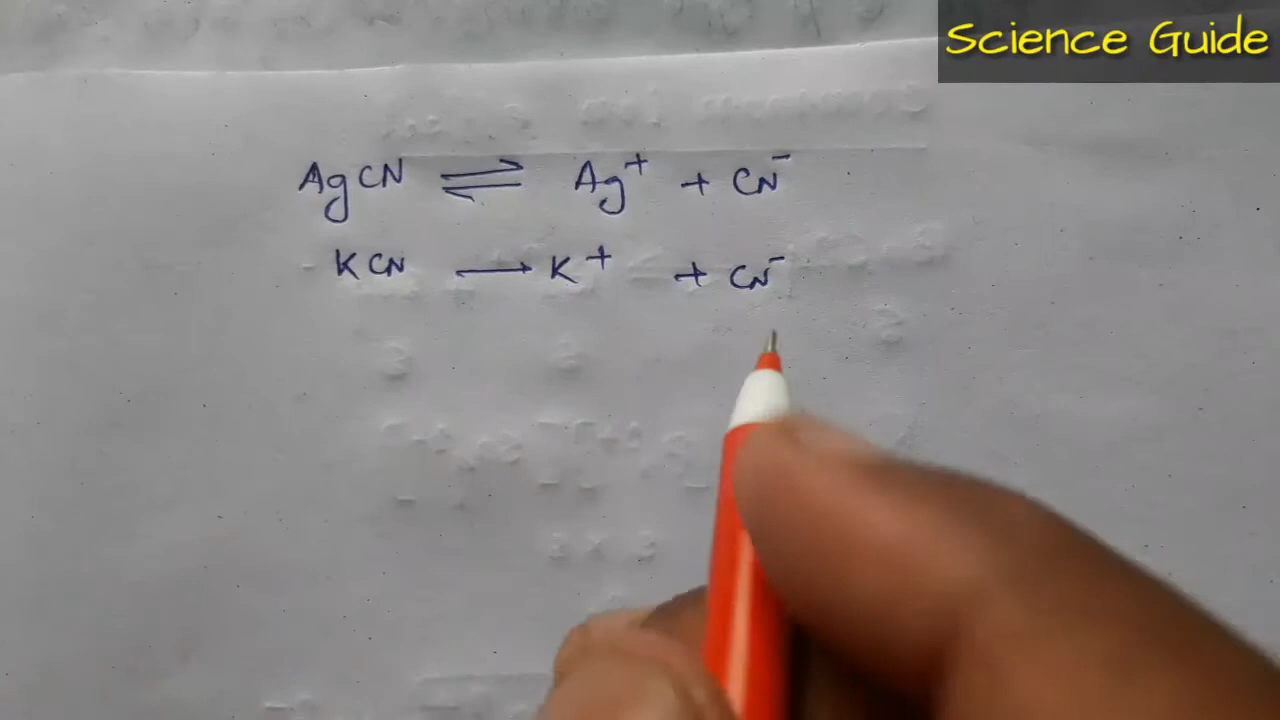 Science Guide
AgCN ⇌ Ag⁺ + CN⁻
KCN ⟶ K⁺ + CN⁻